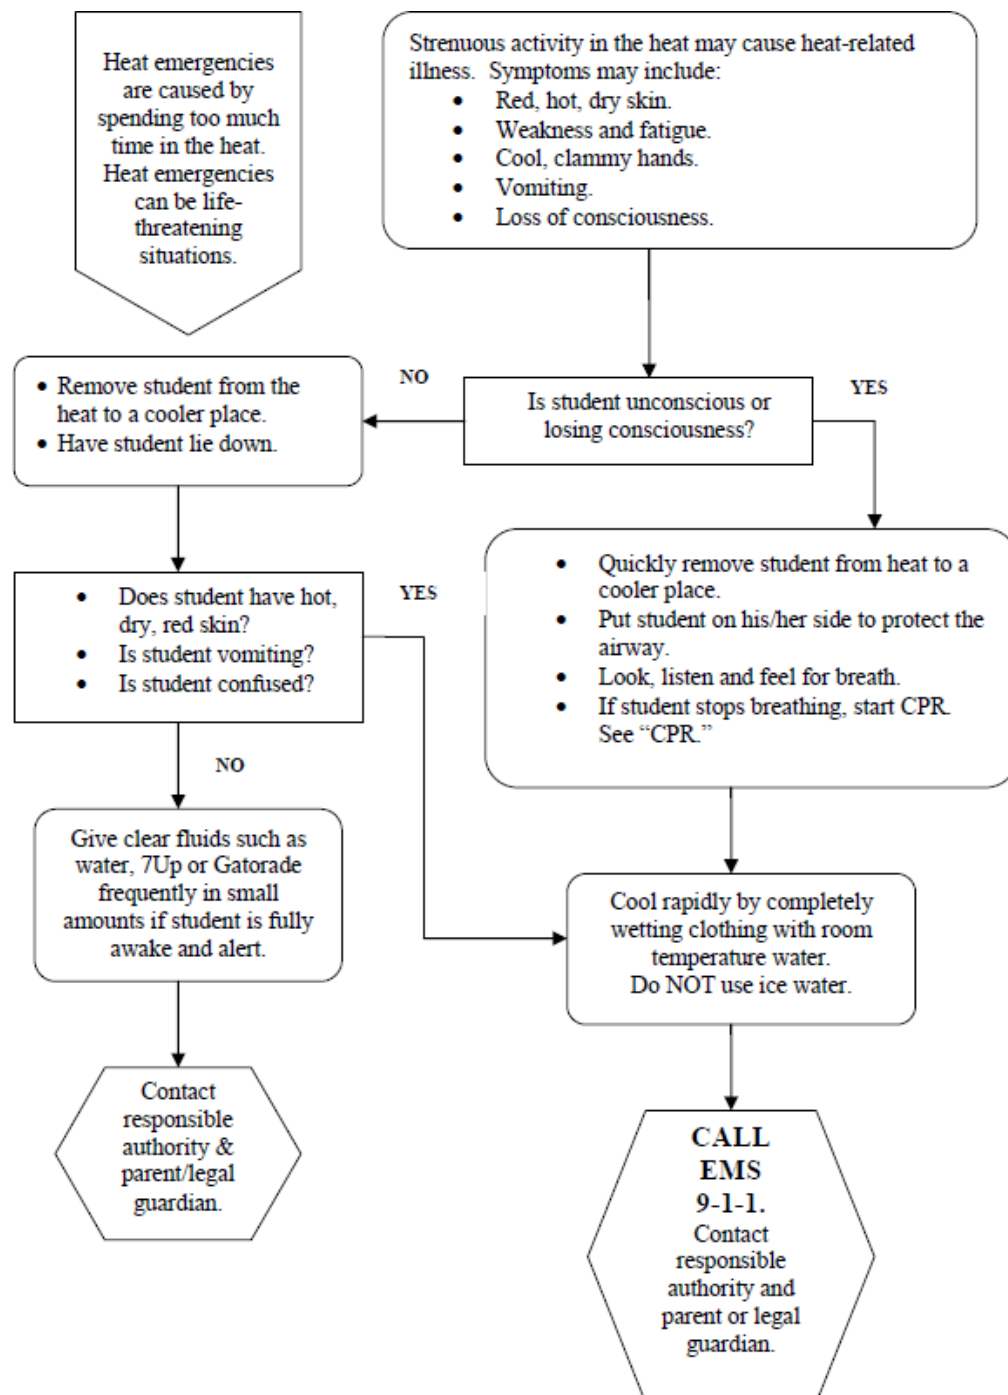 Heat emergencies
are caused by
spending too much
time in the heat.
Heat emergencies
can be life-
threatening
situations.
Strenuous activity in the heat may cause heat-related
illness. Symptoms may include:
• Red, hot, dry skin.
• Weakness and fatigue.
• Cool, clammy hands.
• Vomiting.
• Loss of consciousness.
Is student unconscious or
losing consciousness?
NO
YES
• Remove student from the
heat to a cooler place.
• Have student lie down.
• Does student have hot,
dry, red skin?
• Is student vomiting?
• Is student confused?
YES
NO
• Quickly remove student from heat to a
cooler place.
• Put student on his/her side to protect the
airway.
• Look, listen and feel for breath.
• If student stops breathing, start CPR.
See “CPR.”
Give clear fluids such as
water, 7Up or Gatorade
frequently in small
amounts if student is fully
awake and alert.
Cool rapidly by completely
wetting clothing with room
temperature water.
Do NOT use ice water.
Contact
responsible
authority &
parent/legal
guardian.
CALL
EMS
9-1-1.
Contact
responsible
authority and
parent or legal
guardian.